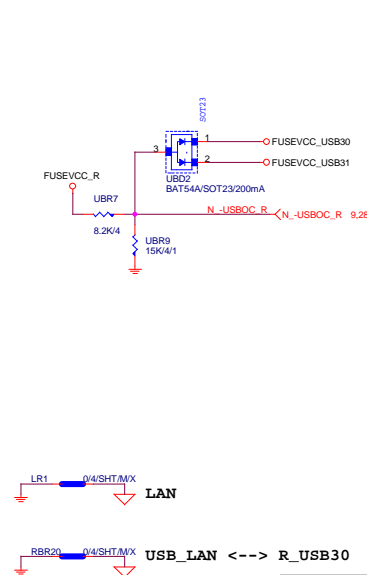 SOT23
1
FUSEVCC_USB30
3
2
FUSEVCC_USB31
UBD2
BAT54A/SOT23/200mA
FUSEVCC_R
UBR7
N_-USBOC_R
N_-USBOC_R 9,28
8.2K/4
UBR9
15K/4/1
LR1 0/4/SHT/M/X
LAN
RBR20 0/4/SHT/M/X
USB_LAN <--> R_USB30